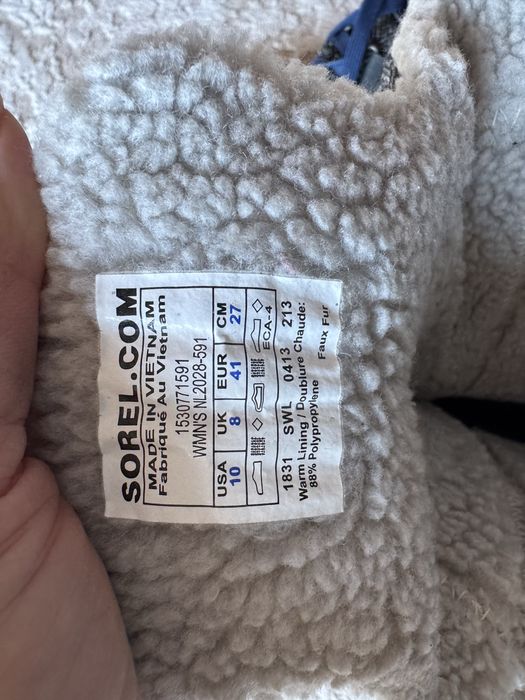 SOREL.COM
MADE IN VIETNAM
Fabriqué Au Vietnam
1530771591
WMN'S NL2028-591
USA UK EUR CM
10 8 41 27
ECA-4
1831 SWL 0413 213
Warm Lining / Doublure Chaude:
88% Polypropylene Faux Fur